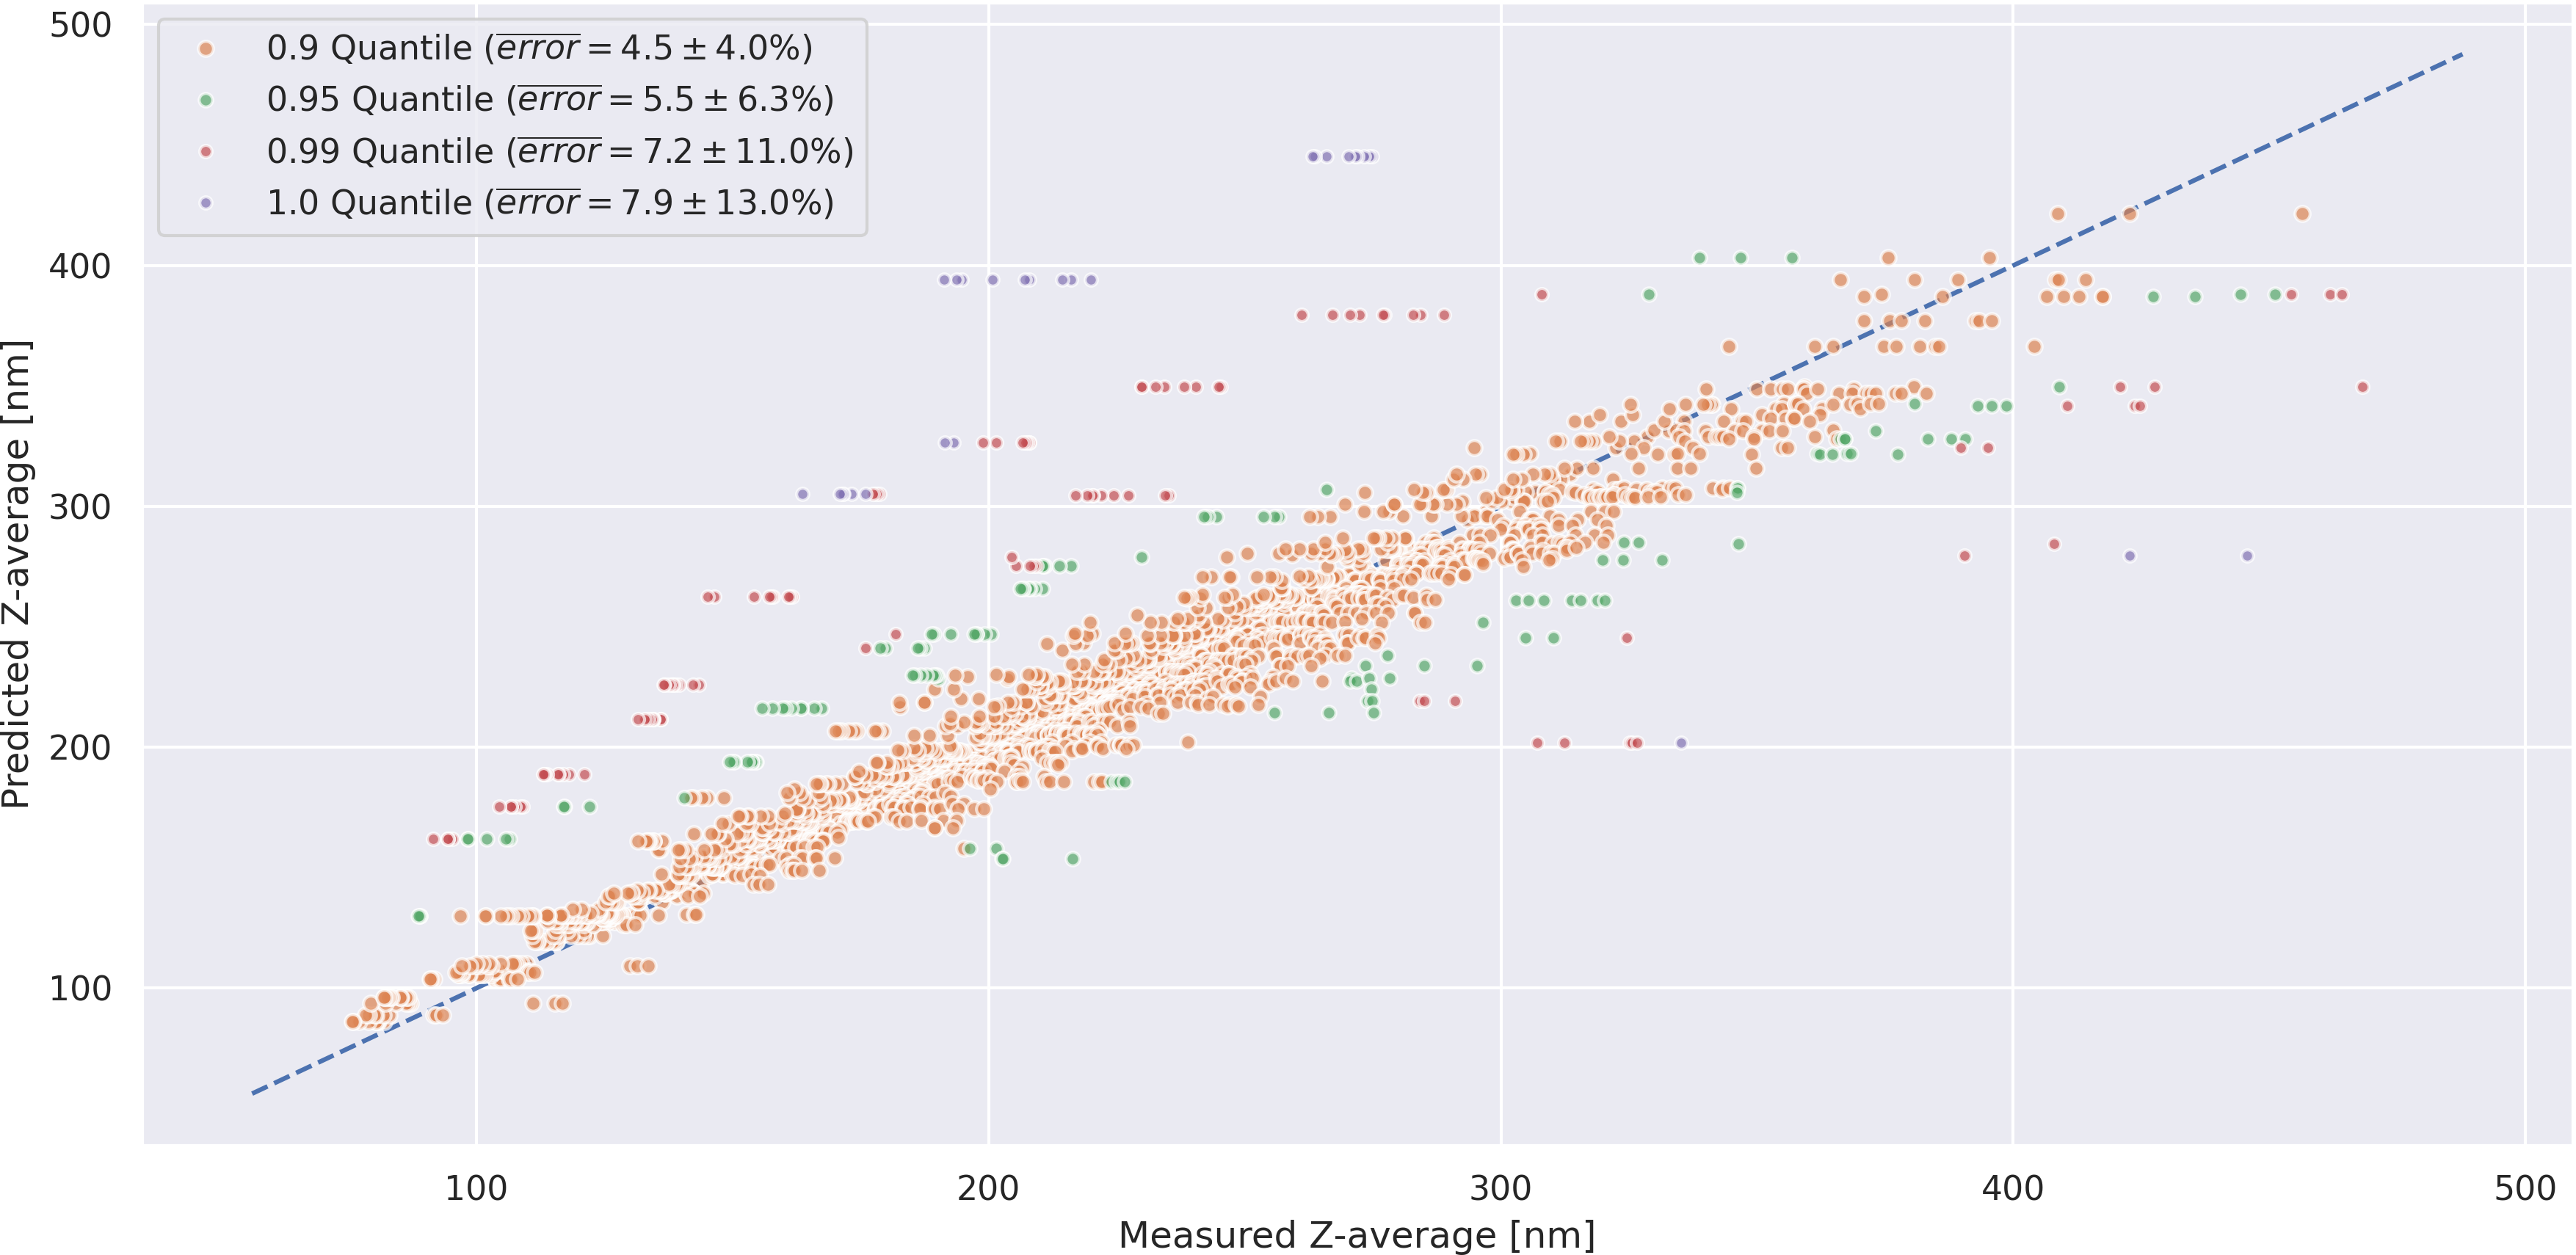 500
400
300
200
100
Predicted Z-average [nm]
0.9 Quantile (error = 4.5 ± 4.0%)
0.95 Quantile (error = 5.5 ± 6.3%)
0.99 Quantile (error = 7.2 ± 11.0%)
1.0 Quantile (error = 7.9 ± 13.0%)
100 200 300 400 500
Measured Z-average [nm]